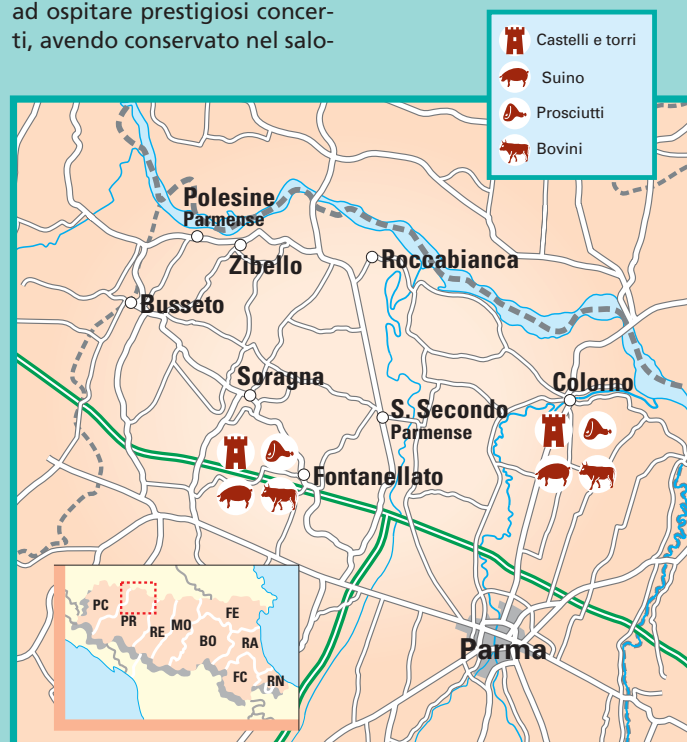 ad ospitare prestigiosi concer-
ti, avendo conservato nel salo-
Castelli e torri
Suino
Prosciutti
Bovini
Polesine
Parmense
Zibello
Roccabianca
Busseto
Soragna
Colorno
S. Secondo
Parmense
Fontanellato
Parma
PC
PR
RE
MO
BO
FE
RA
FC
RN